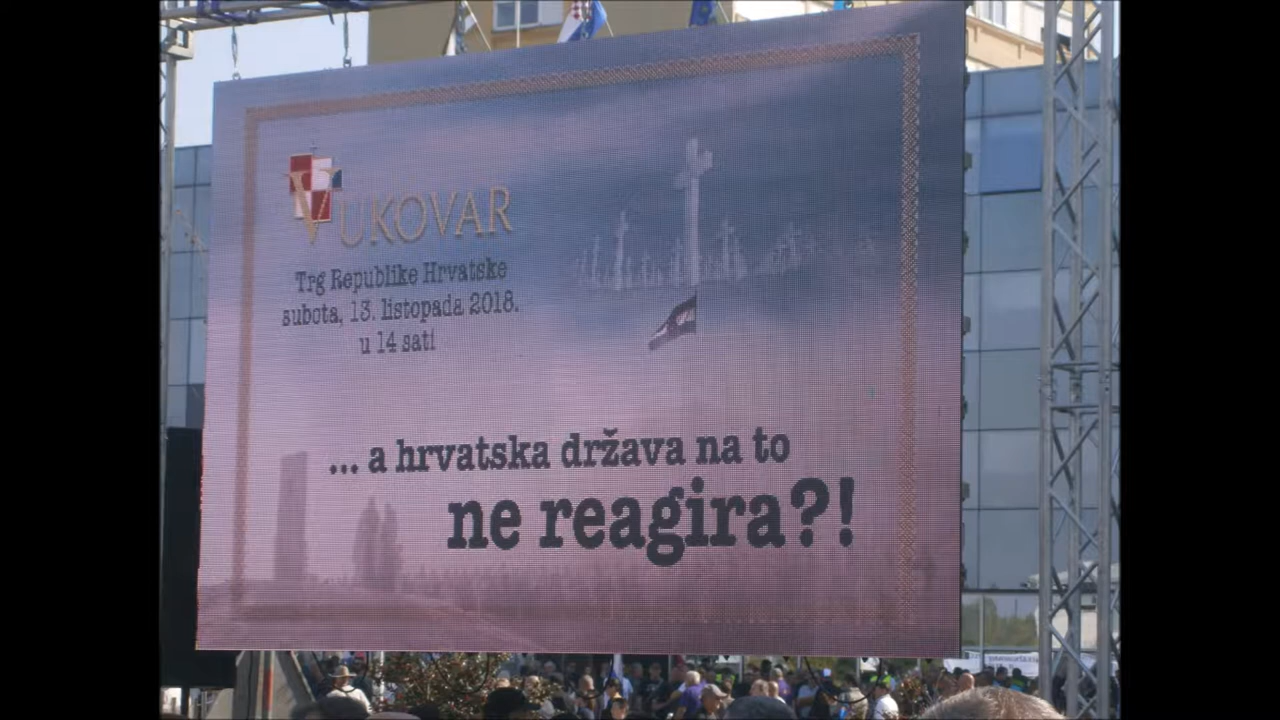 VUKOVAR
Trg Republike Hrvatske
subota, 13. listopada 2018.
u 14 sati
... a hrvatska država na to
ne reagira?!